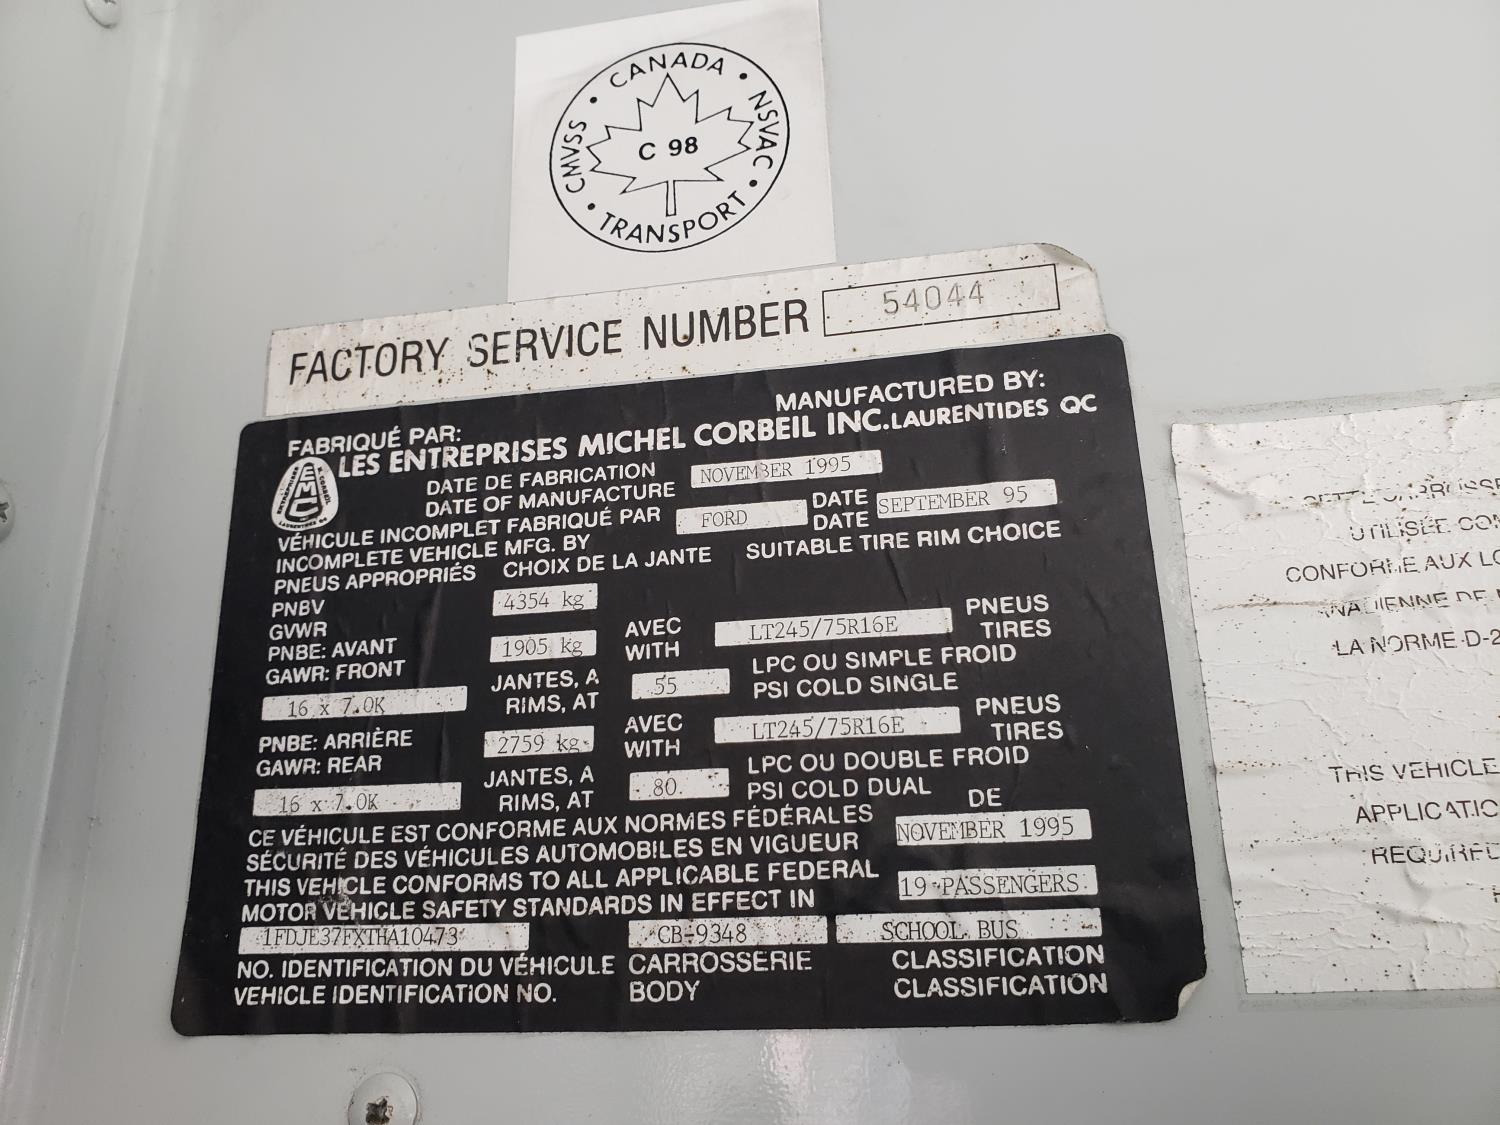 CANADA • NSVAC • TRANSPORT • CMVSS •
C 98
FACTORY SERVICE NUMBER 54044
FABRIQUÉ PAR: MANUFACTURED BY:
LES ENTREPRISES MICHEL CORBEIL INC. LAURENTIDES QC
DATE DE FABRICATION
DATE OF MANUFACTURE NOVEMBER 1995
VÉHICULE INCOMPLET FABRIQUÉ PAR
INCOMPLETE VEHICLE MFG. BY FORD DATE
DATE SEPTEMBER 95
PNEUS APPROPRIÉS CHOIX DE LA JANTE SUITABLE TIRE RIM CHOICE
PNBV
GVWR 4354 kg
PNBE: AVANT
GAWR: FRONT 1905 kg AVEC
WITH LT245/75R16E PNEUS
TIRES
16 x 7.0K JANTES, A
RIMS, AT 55 LPC OU SIMPLE FROID
PSI COLD SINGLE
PNBE: ARRIÈRE
GAWR: REAR 2759 kg AVEC
WITH LT245/75R16E PNEUS
TIRES
16 x 7.0K JANTES, A
RIMS, AT 80 LPC OU DOUBLE FROID
PSI COLD DUAL
CE VÉHICULE EST CONFORME AUX NORMES FÉDÉRALES DE
SÉCURITÉ DES VÉHICULES AUTOMOBILES EN VIGUEUR NOVEMBER 1995
THIS VEHICLE CONFORMS TO ALL APPLICABLE FEDERAL
MOTOR VEHICLE SAFETY STANDARDS IN EFFECT IN 19 PASSENGERS
1FDJE37FXTHA10473 CB-9348 SCHOOL BUS
NO. IDENTIFICATION DU VÉHICULE CARROSSERIE CLASSIFICATION
VEHICLE IDENTIFICATION NO. BODY CLASSIFICATION
UTILISÉE
CONFORME AUX
LA NORME D-2
THIS VEHICLE